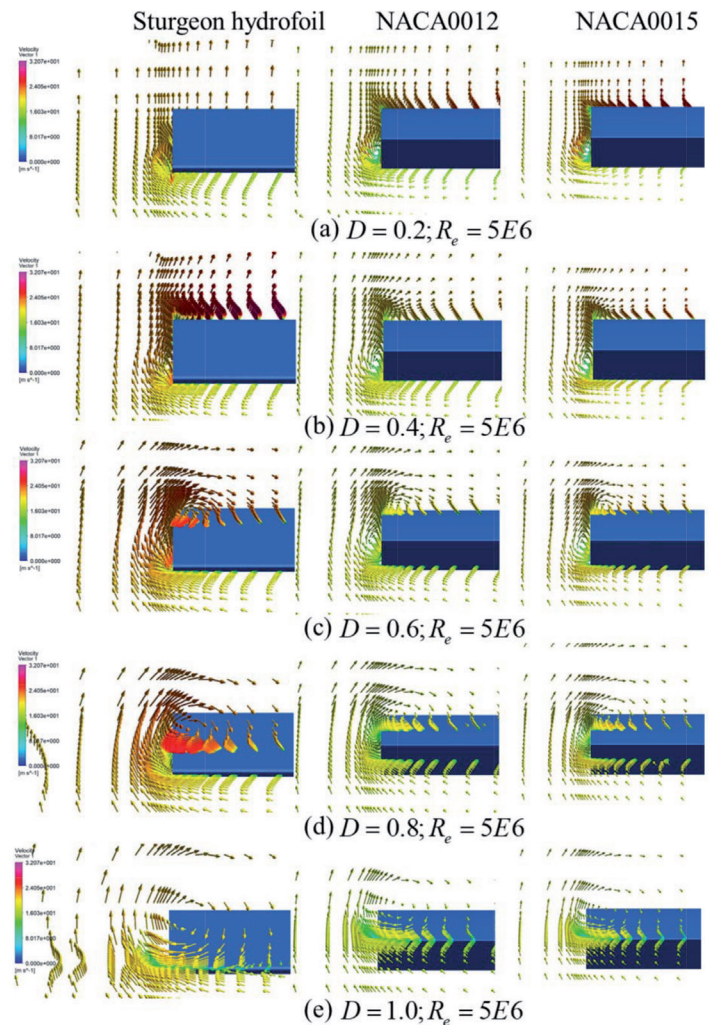 Sturgeon hydrofoil NACA0012 NACA0015
Velocity
Vector 1
3.207e+001
2.405e+001
1.603e+001
8.017e+000
0.000e+000
[m s^-1]
(a) D = 0.2; Re = 5E6
Velocity
Vector 1
3.207e+001
2.405e+001
1.603e+001
8.017e+000
0.000e+000
[m s^-1]
(b) D = 0.4; Re = 5E6
Velocity
Vector 1
3.207e+001
2.405e+001
1.603e+001
8.017e+000
0.000e+000
[m s^-1]
(c) D = 0.6; Re = 5E6
Velocity
Vector 1
3.207e+001
2.405e+001
1.603e+001
8.017e+000
0.000e+000
[m s^-1]
(d) D = 0.8; Re = 5E6
Velocity
Vector 1
3.207e+001
2.405e+001
1.603e+001
8.017e+000
0.000e+000
[m s^-1]
(e) D = 1.0; Re = 5E6